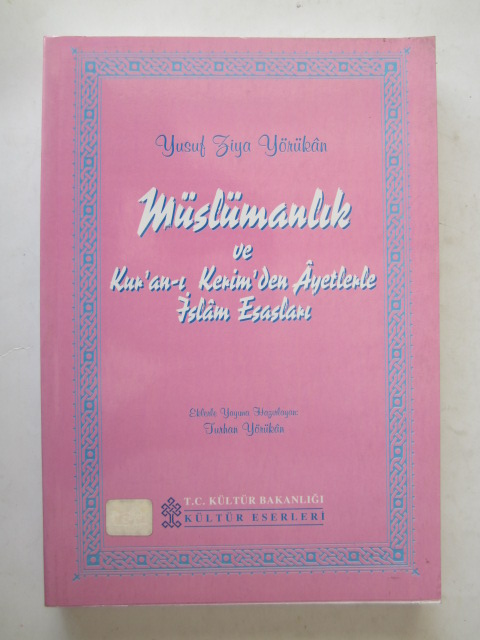 Yusuf Ziya Yörükân
Müslümanlık
ve
Kur'an-ı Kerim'den Âyetlerle
İslâm Esasları
Eklerle Yayına Hazırlayan:
Turhan Yörükân
T.C. KÜLTÜR BAKANLIĞI
KÜLTÜR ESERLERİ